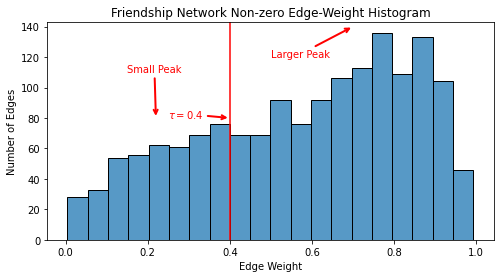 Friendship Network Non-zero Edge-Weight Histogram
140
120
100
80
60
40
20
0
Number of Edges
Small Peak
Larger Peak
τ = 0.4
0.0 0.2 0.4 0.6 0.8 1.0
Edge Weight